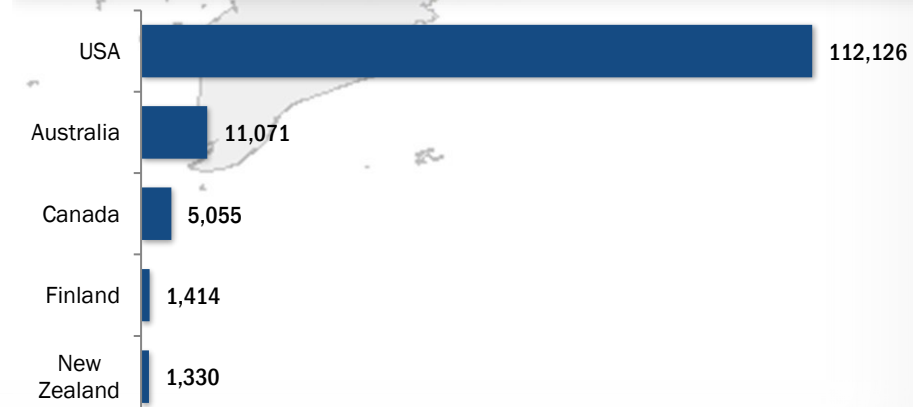 USA 112,126
Australia 11,071
Canada 5,055
Finland 1,414
New
Zealand 1,330